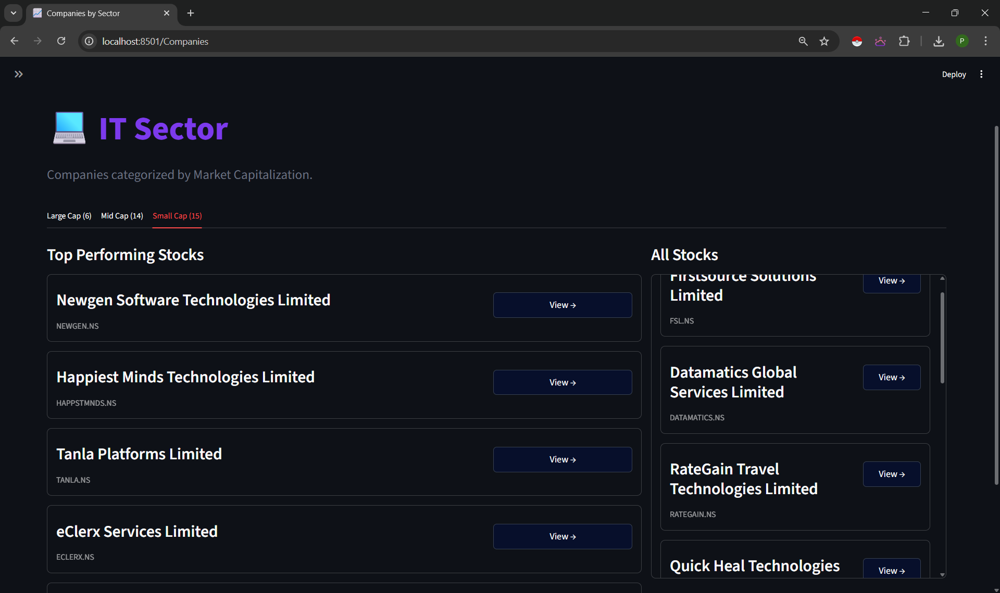 Companies by Sector
localhost:8501/Companies
P
Deploy
IT Sector
Companies categorized by Market Capitalization.
Large Cap (6) Mid Cap (14) Small Cap (15)
Top Performing Stocks
Newgen Software Technologies Limited
View →
NEWGEN.NS
Happiest Minds Technologies Limited
View →
HAPPSTMNDS.NS
Tanla Platforms Limited
View →
TANLA.NS
eClerx Services Limited
View →
ECLERX.NS
All Stocks
Firstsource Solutions
Limited
View →
FSL.NS
Datamatics Global
Services Limited
View →
DATAMATICS.NS
RateGain Travel
Technologies Limited
View →
RATEGAIN.NS
Quick Heal Technologies
View →